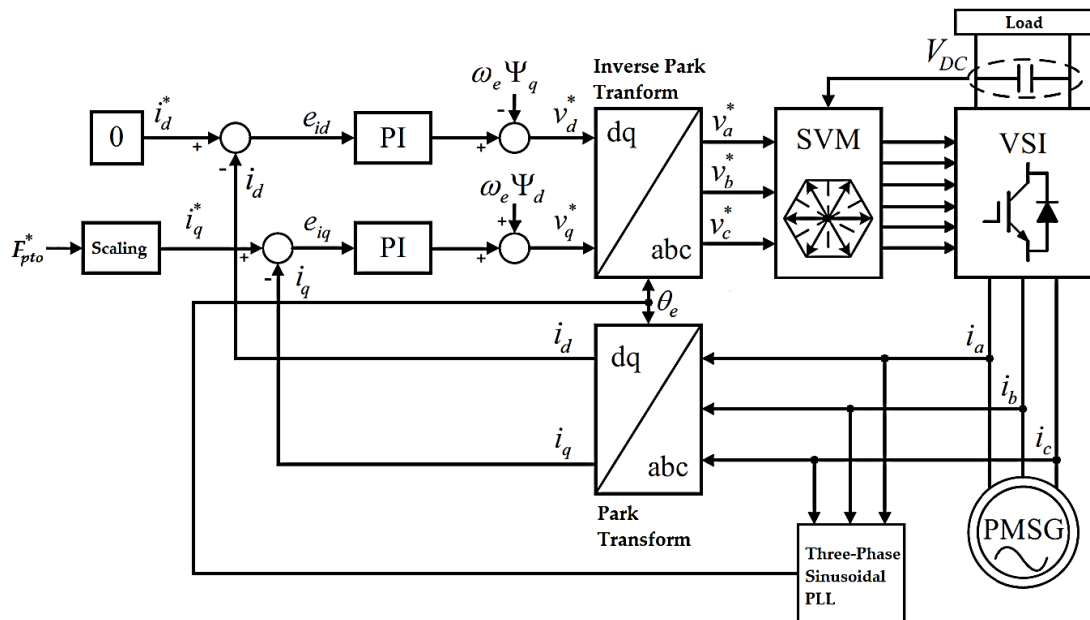 Load
V_DC
Inverse Park
Tranform
ω_e Ψ_q
0
i_d^*
+
-
e_id
PI
+
-
v_d^*
dq
abc
v_a^*
v_b^*
v_c^*
SVM
VSI
i_d
F_pto^*
Scaling
i_q^*
+
-
e_iq
PI
ω_e Ψ_d
+
+
v_q^*
i_q
θ_e
i_d
dq
abc
i_q
i_a
i_b
i_c
Park
Transform
Three-Phase
Sinusoidal
PLL
PMSG